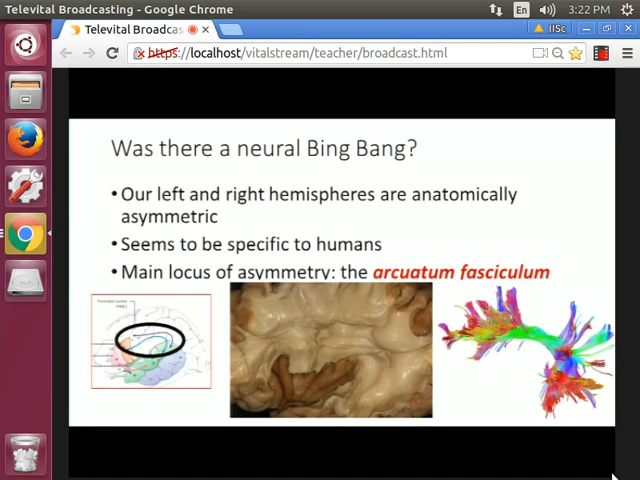 Televital Broadcasting - Google Chrome
En
3:22 PM
Televital Broadcas
IISc
https://localhost/vitalstream/teacher/broadcast.html
Was there a neural Bing Bang?
• Our left and right hemispheres are anatomically
asymmetric
• Seems to be specific to humans
• Main locus of asymmetry: the arcuatum fasciculum